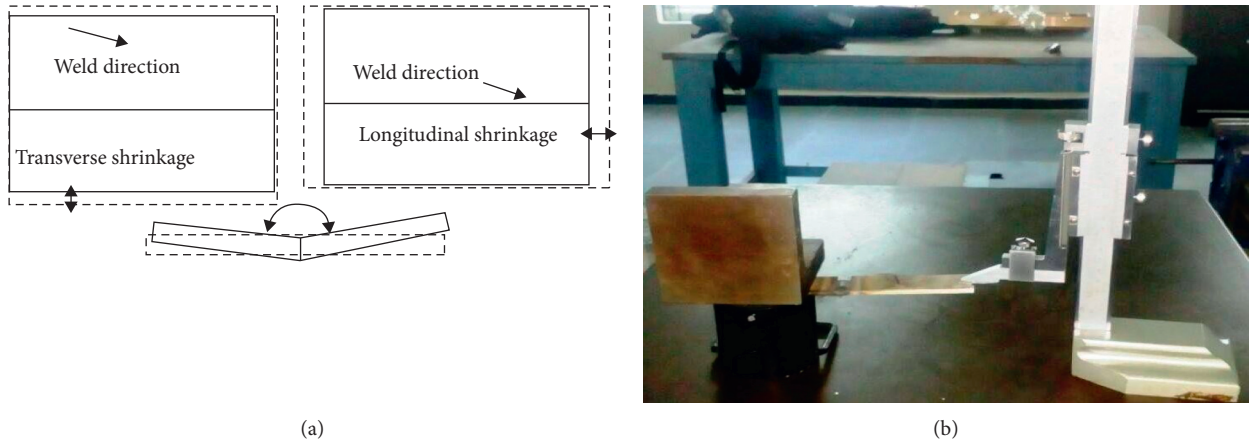 Weld direction
Transverse shrinkage
Weld direction
Longitudinal shrinkage
(a)
(b)